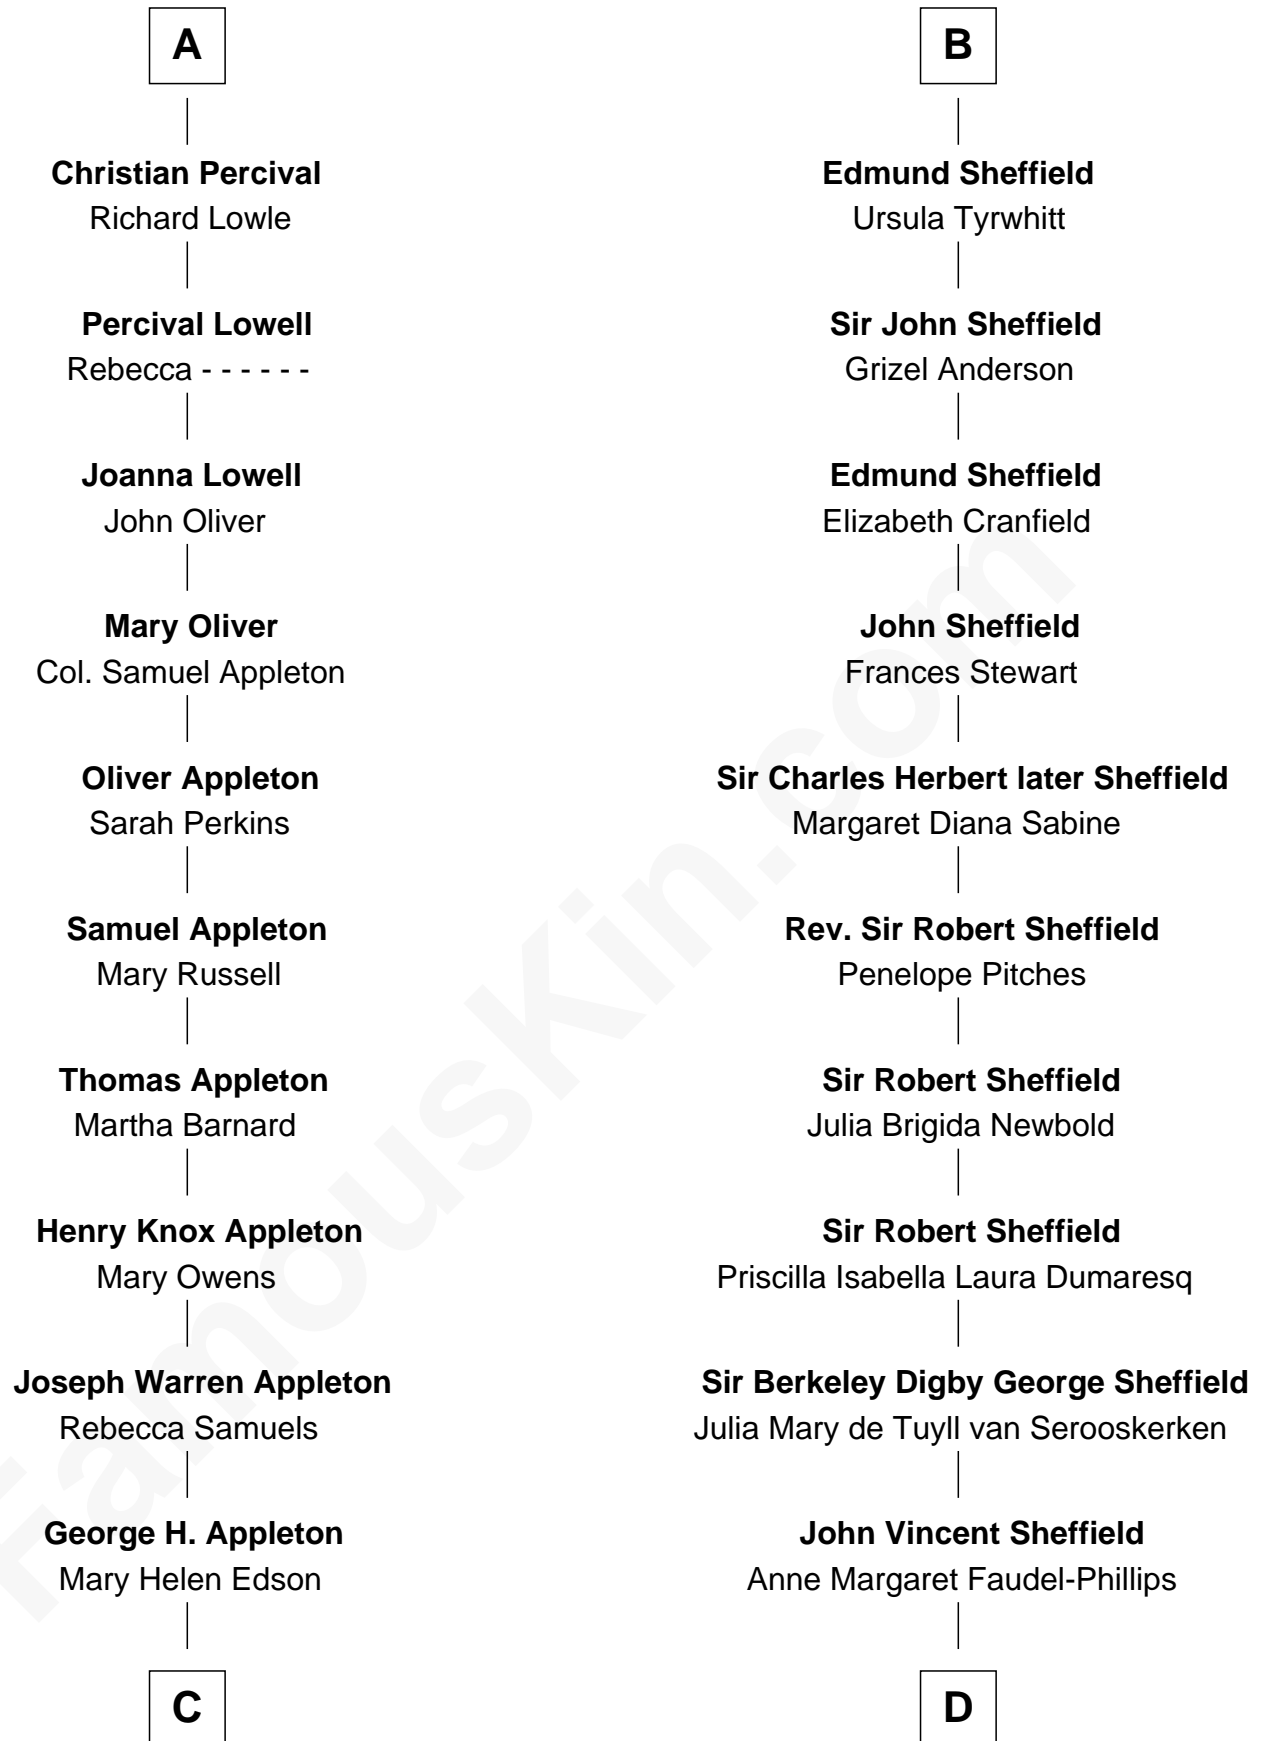 A
Christian Percival
Richard Lowle
Percival Lowell
Rebecca - - - - - -
Joanna Lowell
John Oliver
Mary Oliver
Col. Samuel Appleton
Oliver Appleton
Sarah Perkins
Samuel Appleton
Mary Russell
Thomas Appleton
Martha Barnard
Henry Knox Appleton
Mary Owens
Joseph Warren Appleton
Rebecca Samuels
George H. Appleton
Mary Helen Edson
C
B
Edmund Sheffield
Ursula Tyrwhitt
Sir John Sheffield
Grizel Anderson
Edmund Sheffield
Elizabeth Cranfield
John Sheffield
Frances Stewart
Sir Charles Herbert later Sheffield
Margaret Diana Sabine
Rev. Sir Robert Sheffield
Penelope Pitches
Sir Robert Sheffield
Julia Brigida Newbold
Sir Robert Sheffield
Priscilla Isabella Laura Dumaresq
Sir Berkeley Digby George Sheffield
Julia Mary de Tuyll van Serooskerken
John Vincent Sheffield
Anne Margaret Faudel-Phillips
D
FamousKin.com